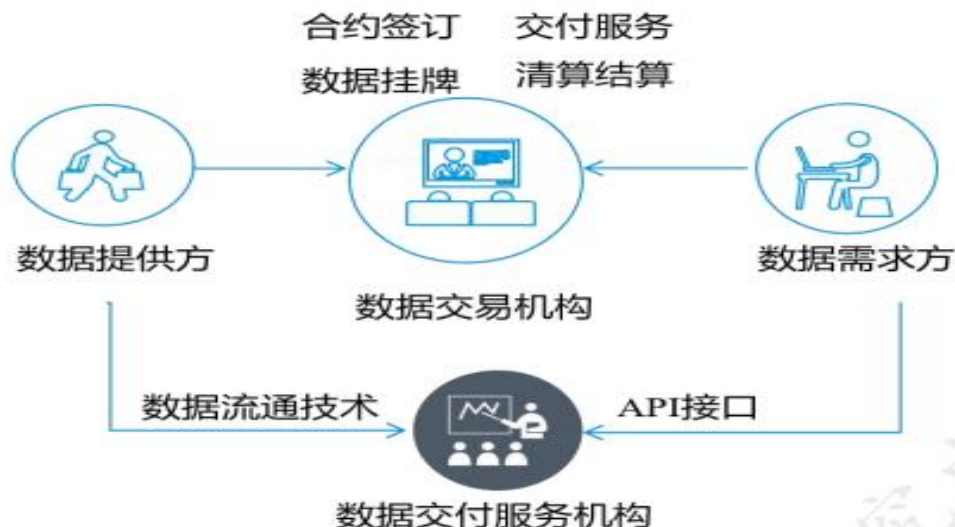 合约签订 交付服务
数据挂牌 清算结算
数据提供方 数据需求方
数据交易机构
数据流通技术 API接口
数据交付服务机构